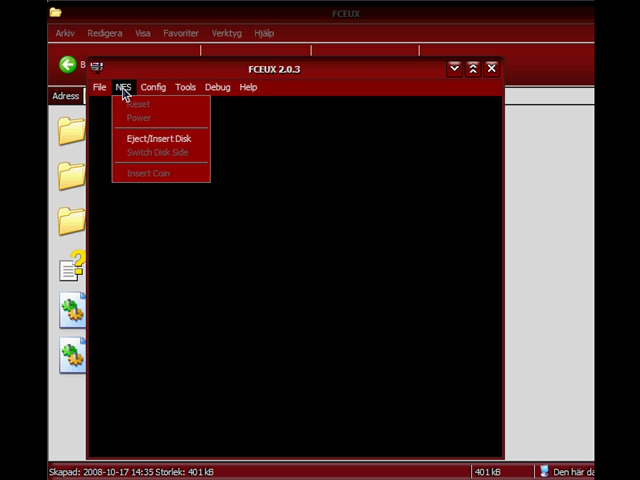 FCEUX
Arkiv Redigera Visa Favoriter Verktyg Hjälp
B
FCEUX 2.0.3
File NES Config Tools Debug Help
Adress
Reset
Power
Eject/Insert Disk
Switch Disk Side
Insert Coin
Skapad: 2008-10-17 14:35 Storlek: 401 kB 401 kB Den här da